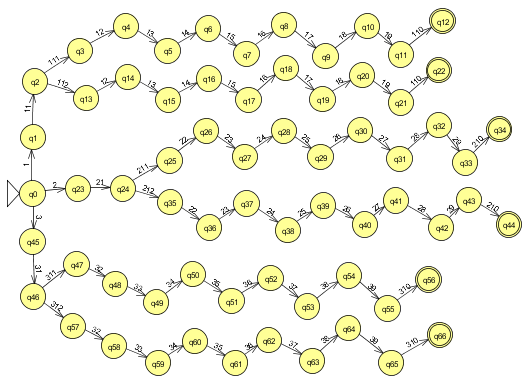 q12
110
q4
q8
q10
q6
12
13
14
15
16
17
18
19
q3
q5
q7
q9
q11
111
q2
112
q14
q16
q18
q20
q22
12
13
14
15
16
17
18
19
110
q13
q15
q17
q19
q21
11
q1
q26
q28
q30
q32
q34
22
23
24
25
26
27
28
29
210
q25
q27
q29
q31
q33
1
211
q0
2
q23
21
q24
212
q35
q37
q39
q41
q43
22
23
24
25
26
27
28
29
210
q36
q38
q40
q42
q44
3
q45
31
q47
q50
q52
q54
q56
311
32
33
34
35
36
37
38
39
310
q46
q48
q49
q51
q53
q55
312
q57
q60
q62
q64
q66
32
33
34
35
36
37
38
39
310
q58
q59
q61
q63
q65